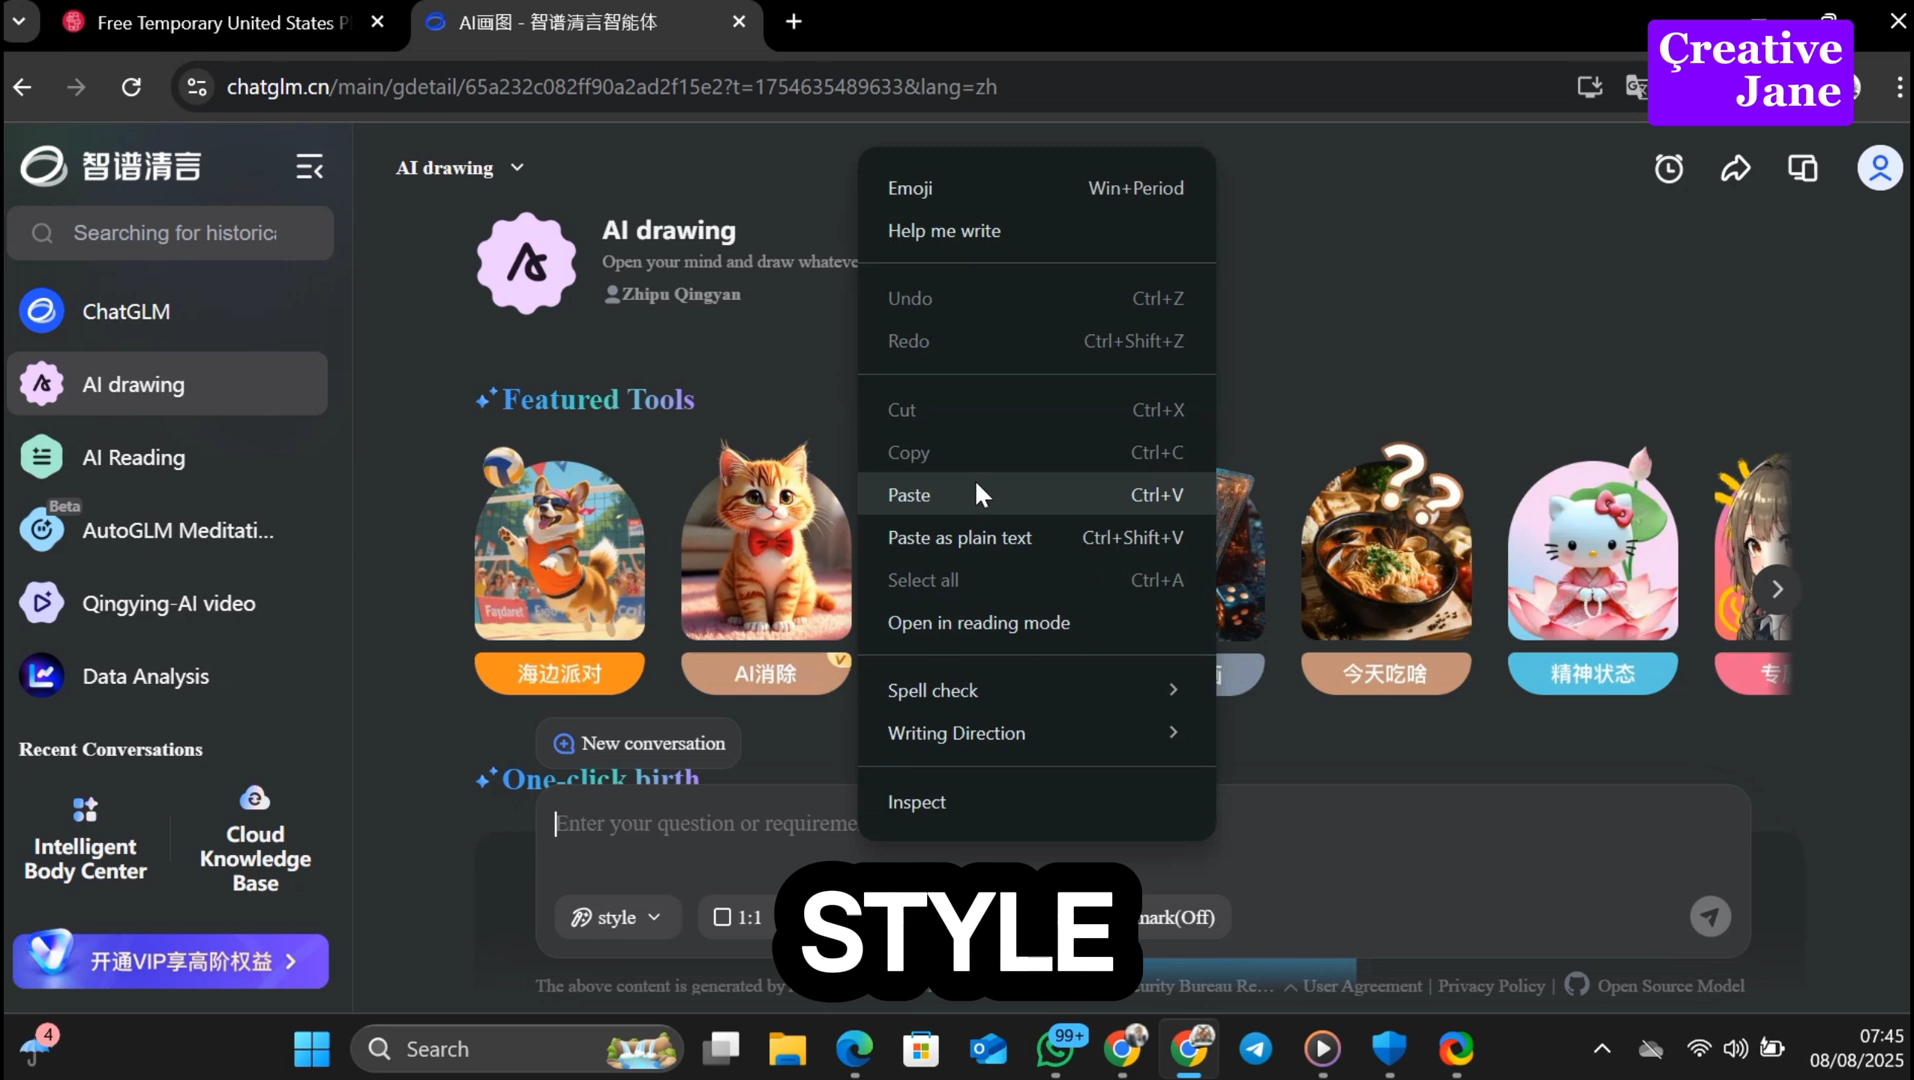 Free Temporary United States P
AI画图 - 智谱清言智能体
chatglm.cn/main/gdetail/65a232c082ff90a2ad2f15e2?t=1754635489633&lang=zh
Çreative
Jane
智谱清言
Searching for historic
ChatGLM
AI drawing
AI Reading
Beta
AutoGLM Meditati...
Qingying-AI video
Data Analysis
Recent Conversations
Intelligent
Body Center
Cloud
Knowledge
Base
开通VIP享高阶权益
AI drawing
AI drawing
Open your mind and draw whateve
Zhipu Qingyan
Featured Tools
海边派对
AI消除
今天吃啥
精神状态
专
New conversation
One-click birth
Enter your question or requireme
style
1:1
mark(Off)
Emoji Win+Period
Help me write
Undo Ctrl+Z
Redo Ctrl+Shift+Z
Cut Ctrl+X
Copy Ctrl+C
Paste Ctrl+V
Paste as plain text Ctrl+Shift+V
Select all Ctrl+A
Open in reading mode
Spell check
Writing Direction
Inspect
STYLE
The above content is generated by
urity Bureau Re... User Agreement | Privacy Policy | Open Source Model
4
Search
99+
07:45
08/08/2025